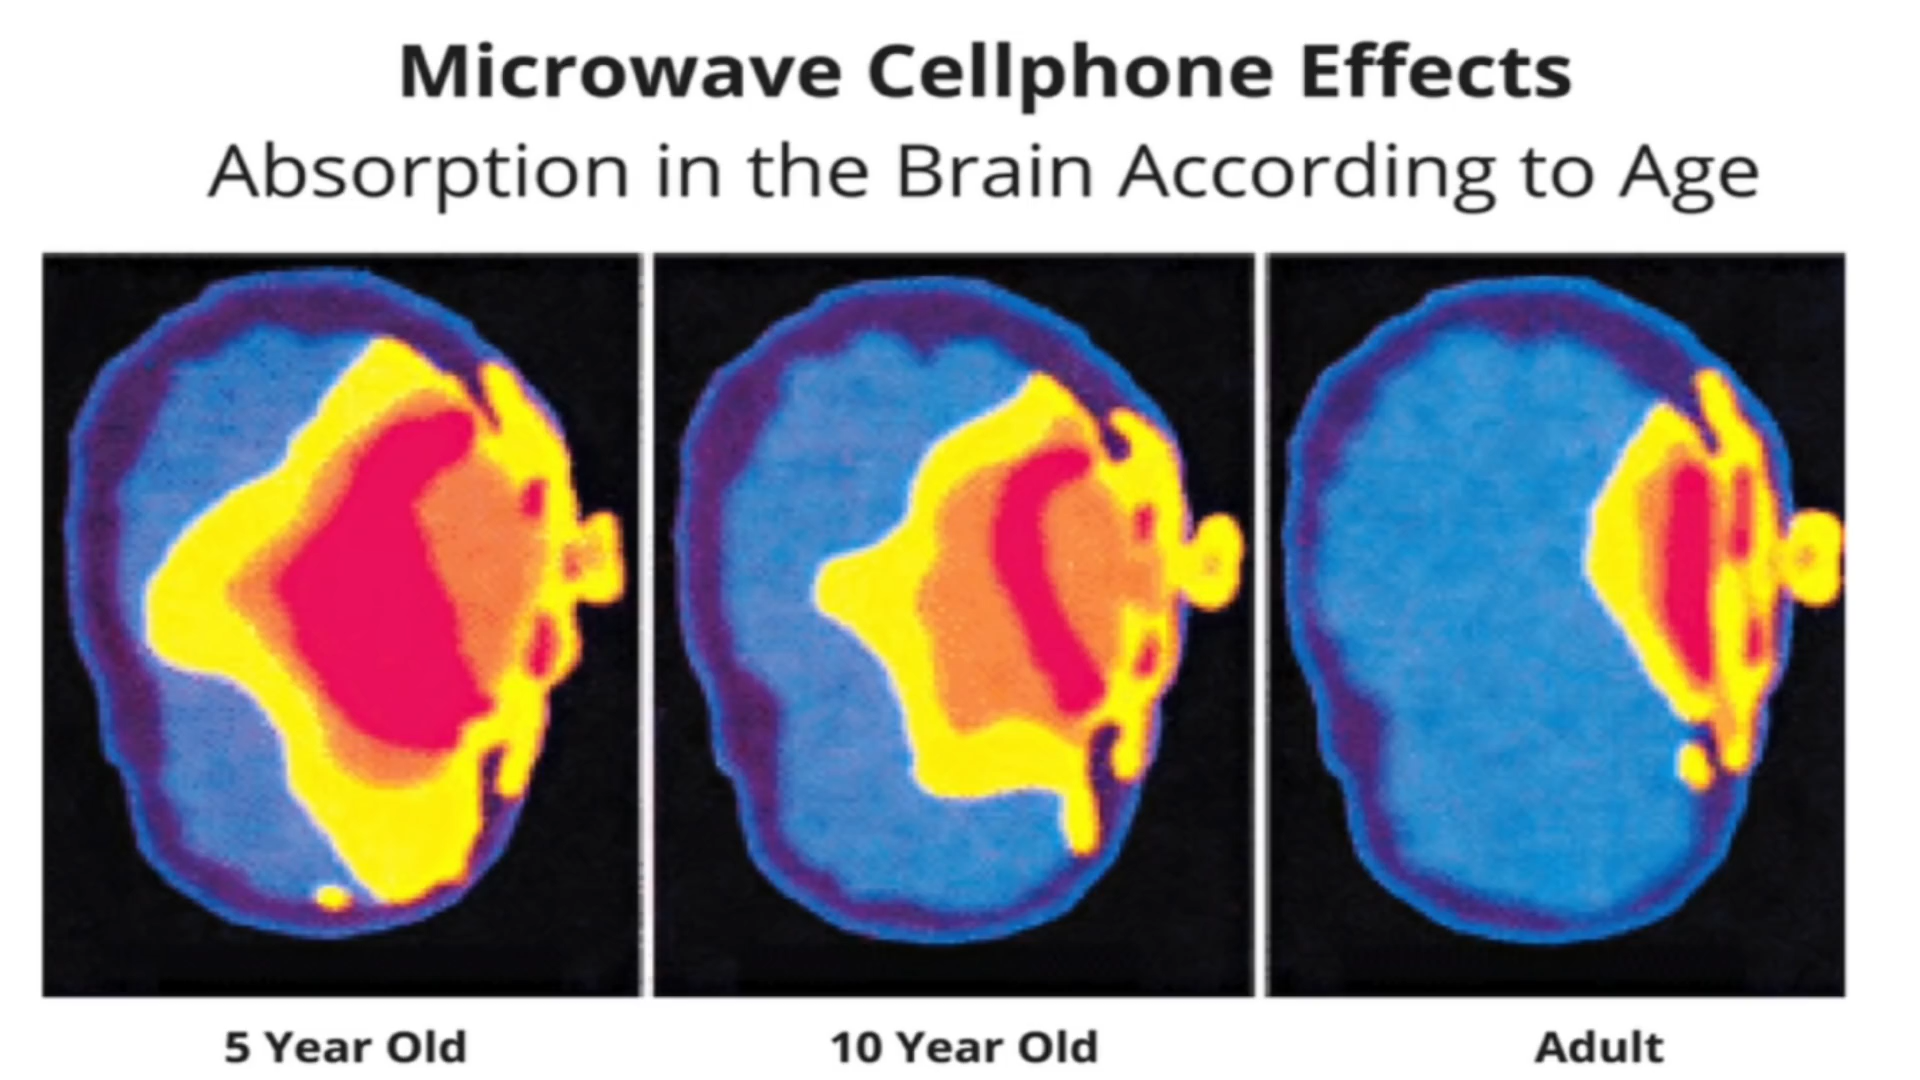 Microwave Cellphone Effects
Absorption in the Brain According to Age
5 Year Old
10 Year Old
Adult